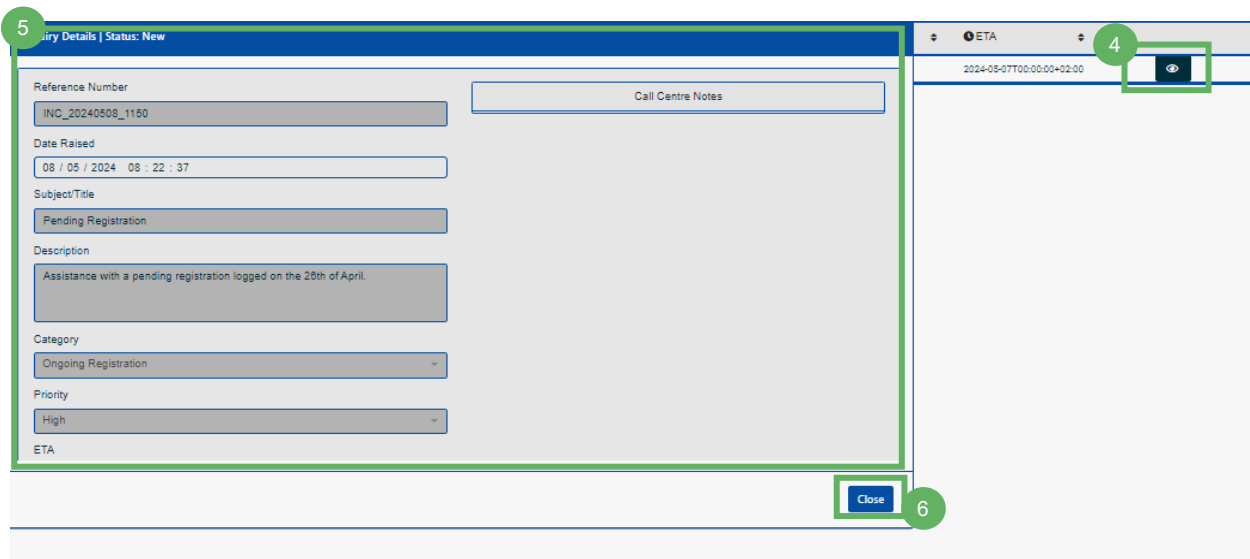 5
uiry Details | Status: New
ETA
4
2024-05-07T00:00:00+02:00
Reference Number
Call Centre Notes
INC_20240508_1150
Date Raised
08 / 05 / 2024 08 : 22 : 37
Subject/Title
Pending Registration
Description
Assistance with a pending registration logged on the 26th of April.
Category
Ongoing Registration
Priority
High
ETA
Close
6